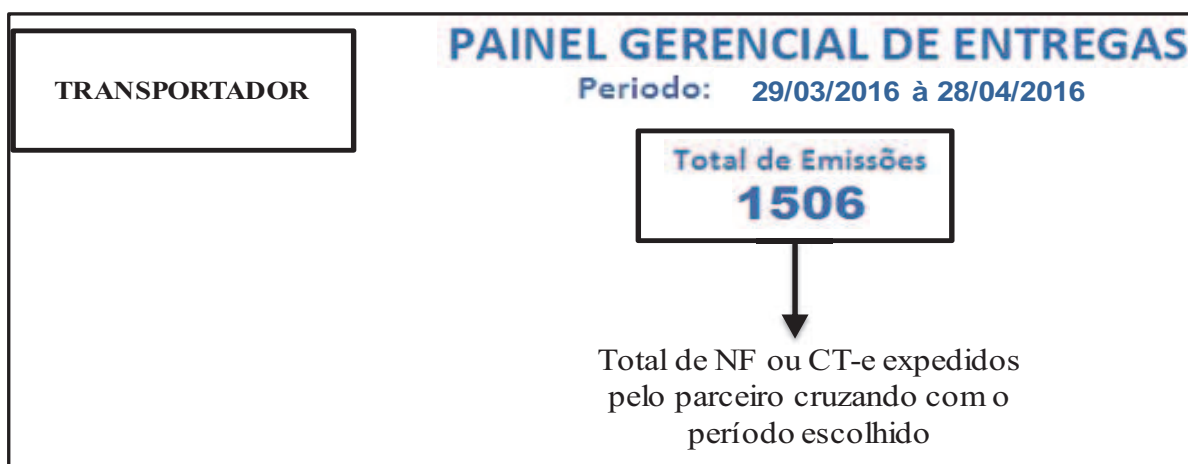 TRANSPORTADOR
PAINEL GERENCIAL DE ENTREGAS
Periodo: 29/03/2016 à 28/04/2016
Total de Emissões
1506
Total de NF ou CT-e expedidos
pelo parceiro cruzando com o
período escolhido